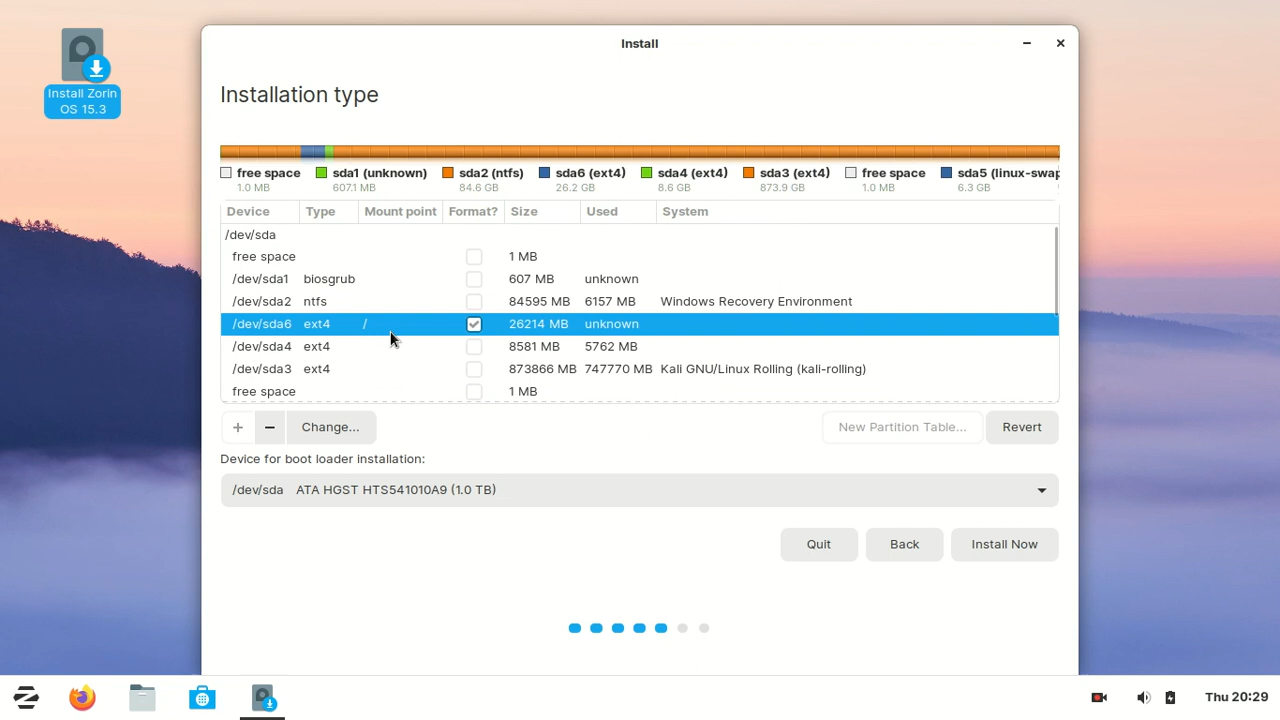 Install Zorin
OS 15.3
Install
Installation type
free space sda1 (unknown) sda2 (ntfs) sda6 (ext4) sda4 (ext4) sda3 (ext4) free space sda5 (linux-swap
1.0 MB 607.1 MB 84.6 GB 26.2 GB 8.6 GB 873.9 GB 1.0 MB 6.3 GB
Device Type Mount point Format? Size Used System
/dev/sda
free space 1 MB
/dev/sda1 biosgrub 607 MB unknown
/dev/sda2 ntfs 84595 MB 6157 MB Windows Recovery Environment
/dev/sda6 ext4 / 26214 MB unknown
/dev/sda4 ext4 8581 MB 5762 MB
/dev/sda3 ext4 873866 MB 747770 MB Kali GNU/Linux Rolling (kali-rolling)
free space 1 MB
+ − Change... New Partition Table... Revert
Device for boot loader installation:
/dev/sda ATA HGST HTS541010A9 (1.0 TB)
Quit Back Install Now
Thu 20:29